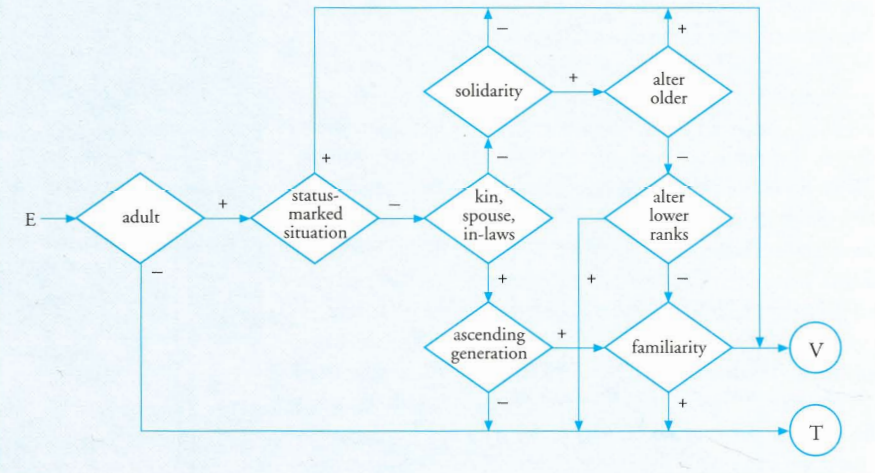 solidarity
alter
older
E
adult
status-
marked
situation
kin,
spouse,
in-laws
alter
lower
ranks
ascending
generation
familiarity
V
T
+
+
+
+
+
+
+
+
+
−
−
−
−
−
−
−